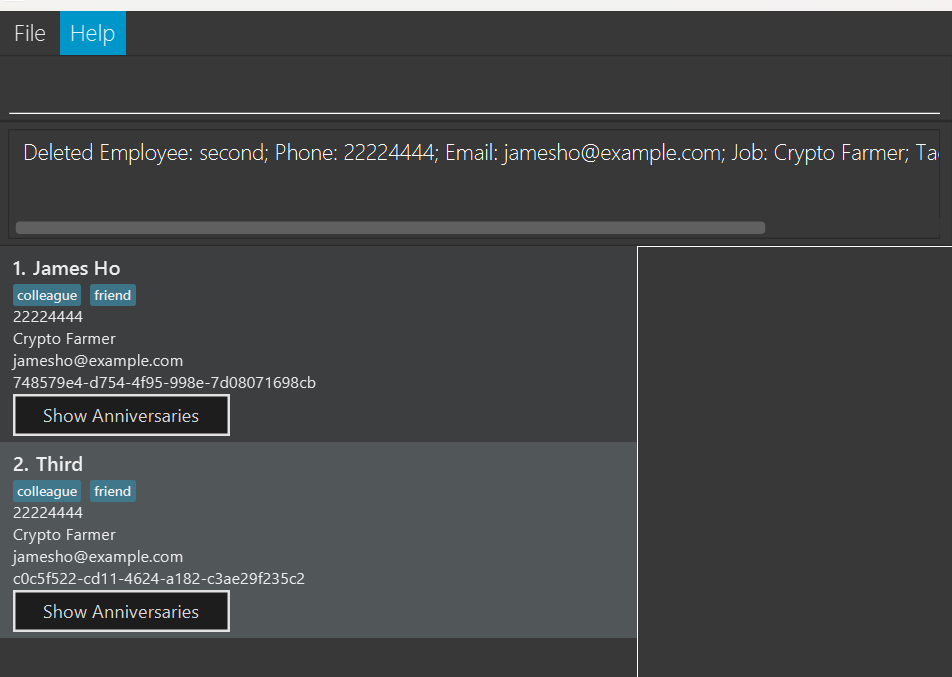 File Help
Deleted Employee: second; Phone: 22224444; Email: jamesho@example.com; Job: Crypto Farmer;
1. James Ho
colleague friend
22224444
Crypto Farmer
jamesho@example.com
748579e4-d754-4f95-998e-7d08071698cb
Show Anniversaries
2. Third
colleague friend
22224444
Crypto Farmer
jamesho@example.com
c0c5f522-cd11-4624-a182-c3ae29f235c2
Show Anniversaries